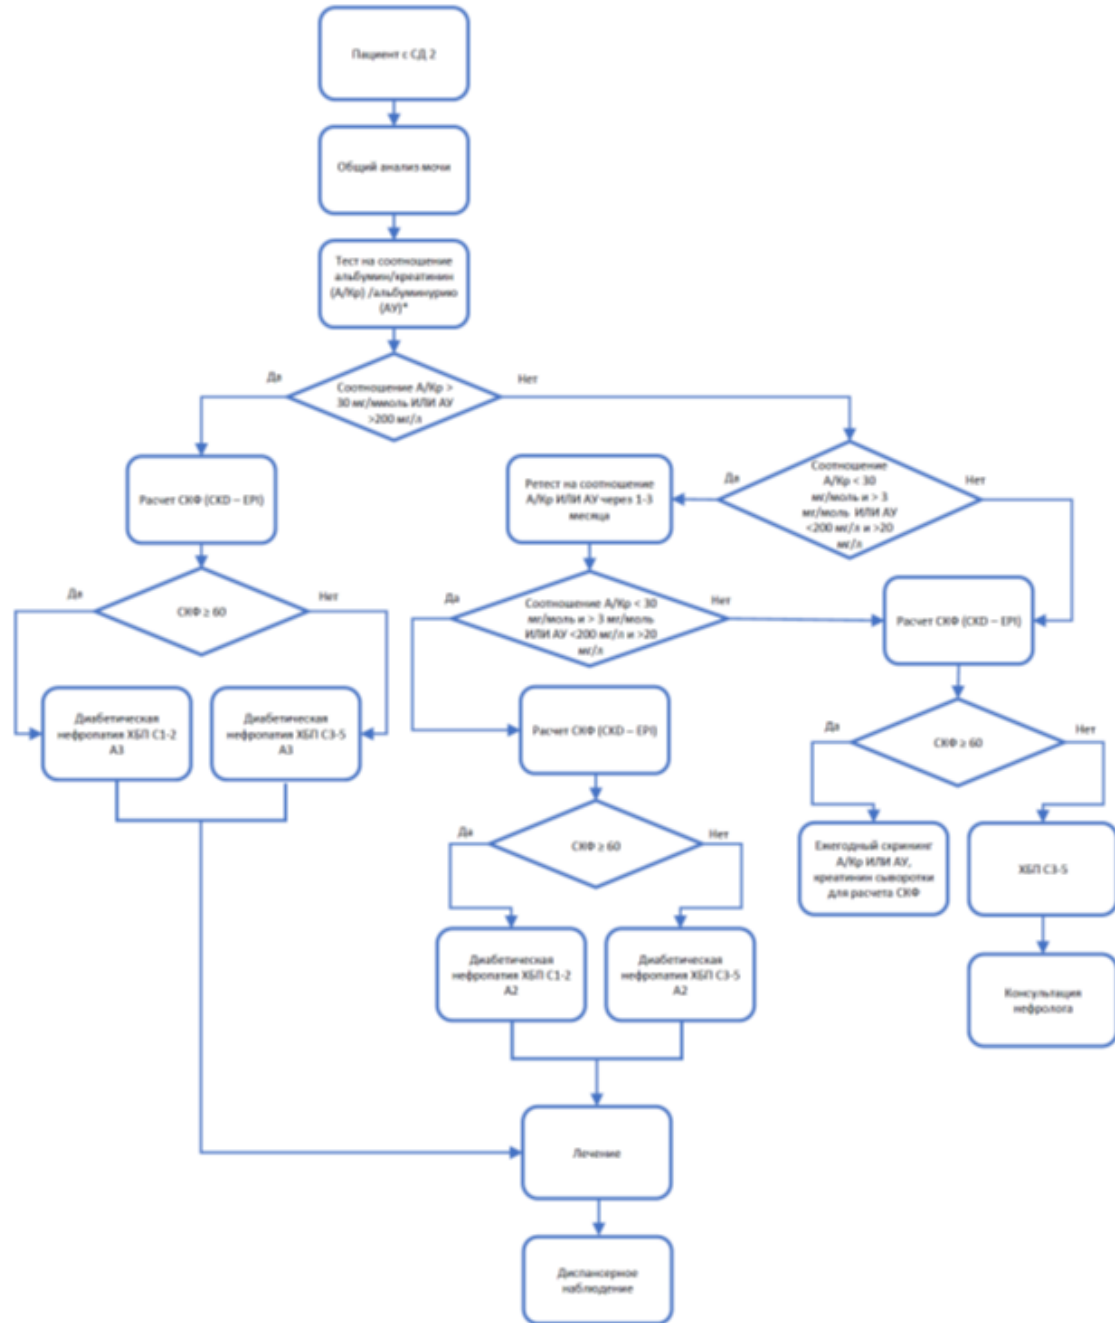 Пациент с СД 2
Общий анализ мочи
Тест на соотношение
альбумин/креатинин
(А/Кр) /альбуминурию
(АУ)*
Да
Нет
Соотношение А/Кр >
30 мг/ммоль ИЛИ АУ
>200 мг/л
Расчет СКФ (CKD – EPI)
Ретест на соотношение
А/Кр ИЛИ АУ через 1-3
месяца
Да
Соотношение
А/Кр < 30
мг/моль и > 3
мг/моль ИЛИ АУ
<200 мг/л и >20
мг/л
Нет
Да
СКФ ≥ 60
Нет
Да
Соотношение А/Кр < 30
мг/моль и > 3 мг/моль
ИЛИ АУ <200 мг/л и >20
мг/л
Нет
Расчет СКФ (CKD – EPI)
Диабетическая
нефропатия ХБП С1-2
А3
Диабетическая
нефропатия ХБП С3-5
А3
Расчет СКФ (CKD – EPI)
Да
СКФ ≥ 60
Нет
Да
СКФ ≥ 60
Нет
Ежегодный скрининг
А/Кр ИЛИ АУ,
креатинин сыворотки
для расчета СКФ
ХБП С3-5
Диабетическая
нефропатия ХБП С1-2
А2
Диабетическая
нефропатия ХБП С3-5
А2
Консультация
нефролога
Лечение
Диспансерное
наблюдение